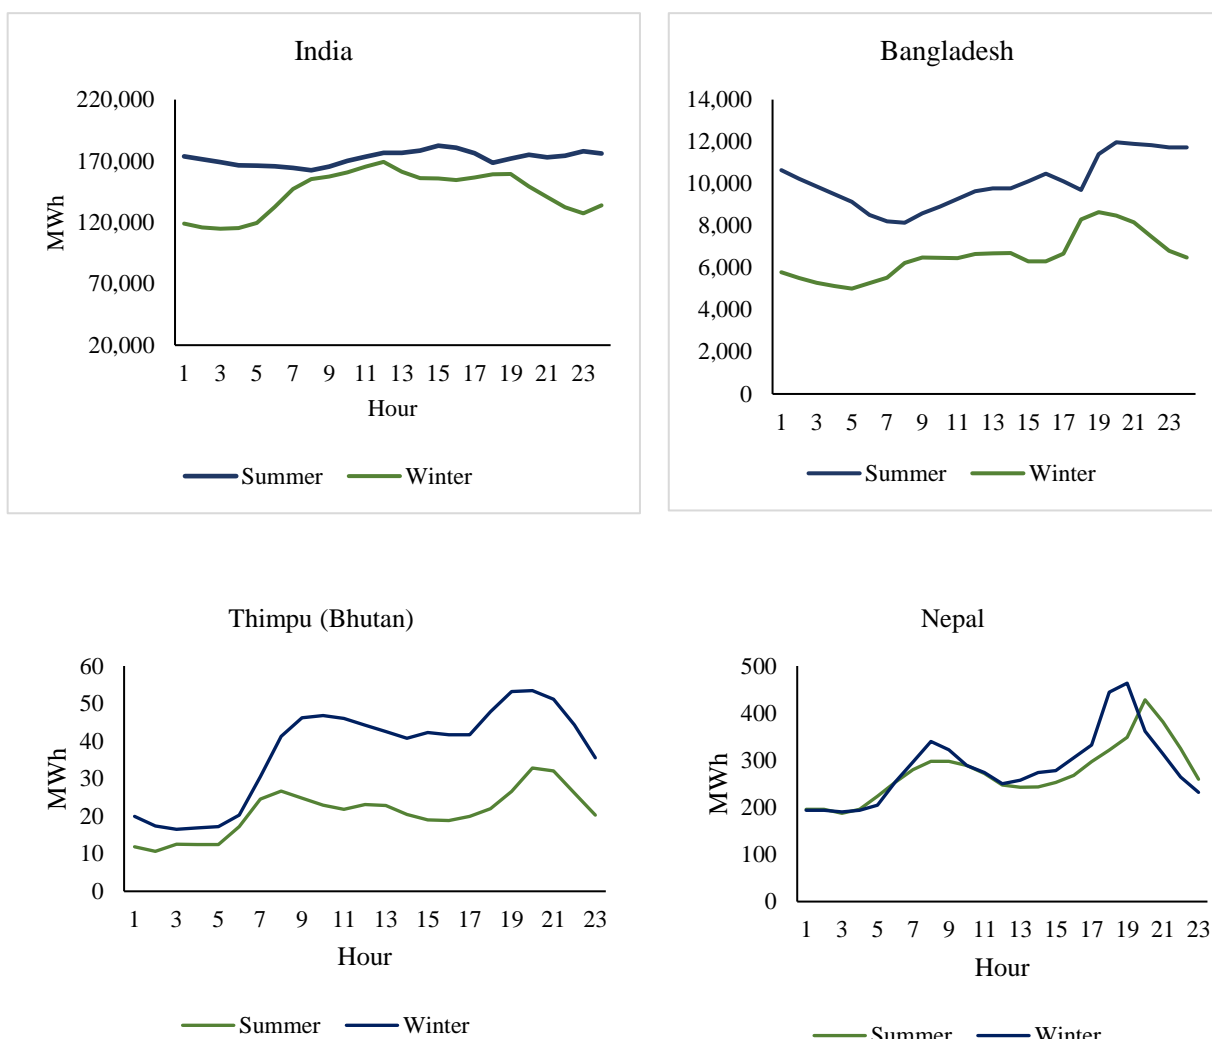 India
220,000
170,000
120,000
70,000
20,000
MWh
1 3 5 7 9 11 13 15 17 19 21 23
Hour
Summer Winter
Bangladesh
14,000
12,000
10,000
8,000
6,000
4,000
2,000
0
1 3 5 7 9 11 13 15 17 19 21 23
Summer Winter
Thimpu (Bhutan)
60
50
40
30
20
10
0
MWh
1 3 5 7 9 11 13 15 17 19 21 23
Hour
Summer Winter
Nepal
500
400
300
200
100
0
MWh
1 3 5 7 9 11 13 15 17 19 21 23
Hour
Summer Winter